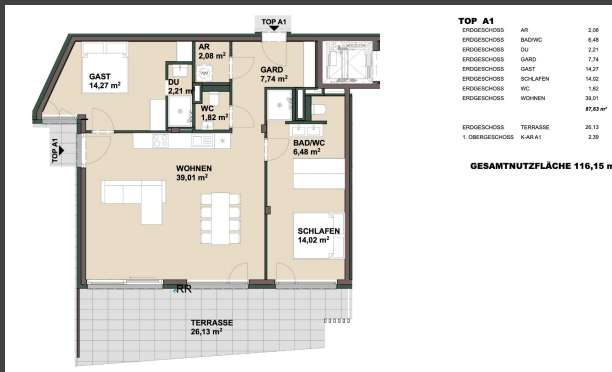 TOP A1
AR
2,08 m²
GARD
7,74 m²
GAST
14,27 m²
DU
2,21 m²
WC
1,82 m²
TOP A1
BAD/WC
6,48 m²
WOHNEN
39,01 m²
SCHLAFEN
14,02 m²
RR
TERRASSE
26,13 m²
TOP A1
ERDGESCHOSS AR 2,08
ERDGESCHOSS BAD/WC 6,48
ERDGESCHOSS DU 2,21
ERDGESCHOSS GARD 7,74
ERDGESCHOSS GAST 14,27
ERDGESCHOSS SCHLAFEN 14,02
ERDGESCHOSS WC 1,82
ERDGESCHOSS WOHNEN 39,01
87,63 m²
ERDGESCHOSS TERRASSE 26,13
1. OBERGESCHOSS K-AR A1 2,39
GESAMTNUTZFLÄCHE 116,15 m